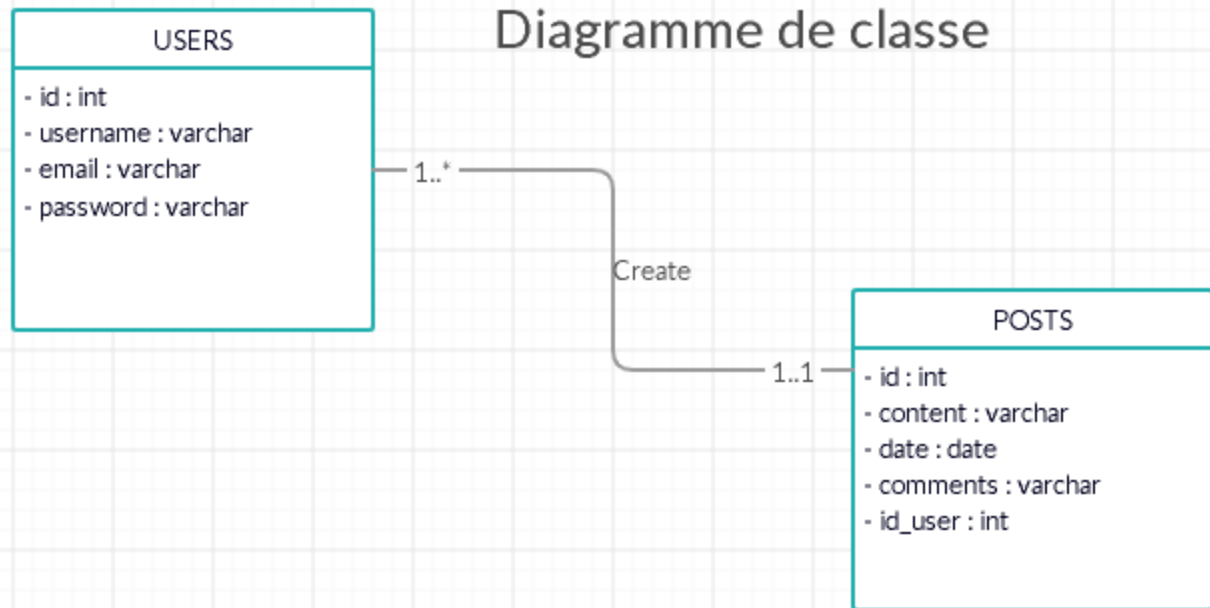 Diagramme de classe
USERS
- id : int
- username : varchar
- email : varchar
- password : varchar
1..*
Create
1..1
POSTS
- id : int
- content : varchar
- date : date
- comments : varchar
- id_user : int